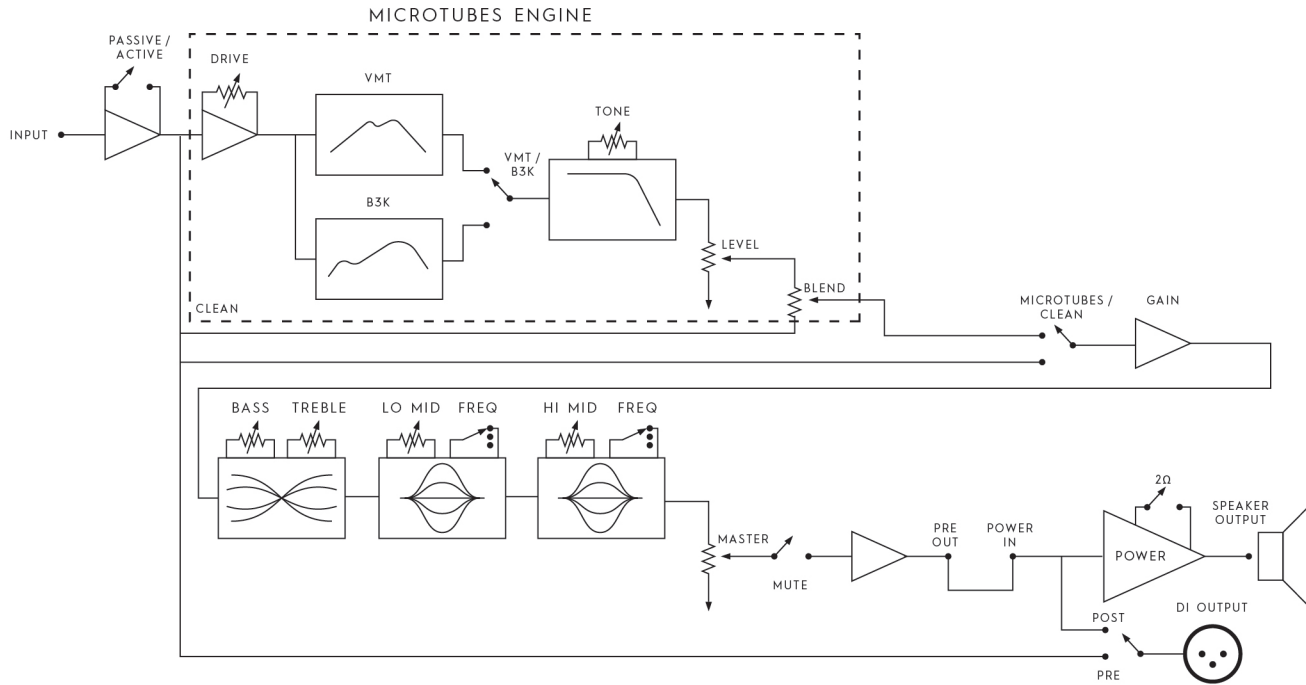 MICROTUBES ENGINE
PASSIVE /
ACTIVE
DRIVE
VMT
TONE
INPUT
VMT /
B3K
B3K
LEVEL
BLEND
CLEAN
MICROTUBES /
CLEAN
GAIN
BASS
TREBLE
LO MID
FREQ
HI MID
FREQ
2Ω
SPEAKER
OUTPUT
MASTER
PRE
OUT
POWER
IN
POWER
MUTE
POST
DI OUTPUT
PRE